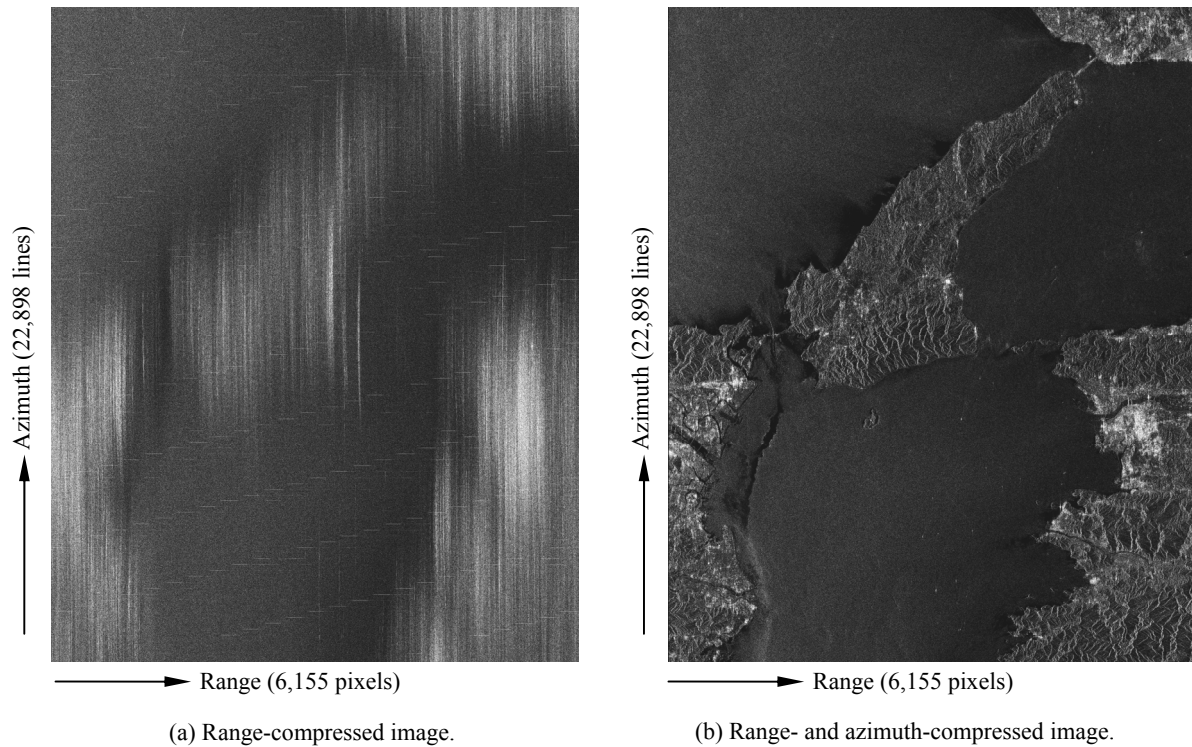 Azimuth (22,898 lines)
Range (6,155 pixels)
(a) Range-compressed image.
Azimuth (22,898 lines)
Range (6,155 pixels)
(b) Range- and azimuth-compressed image.